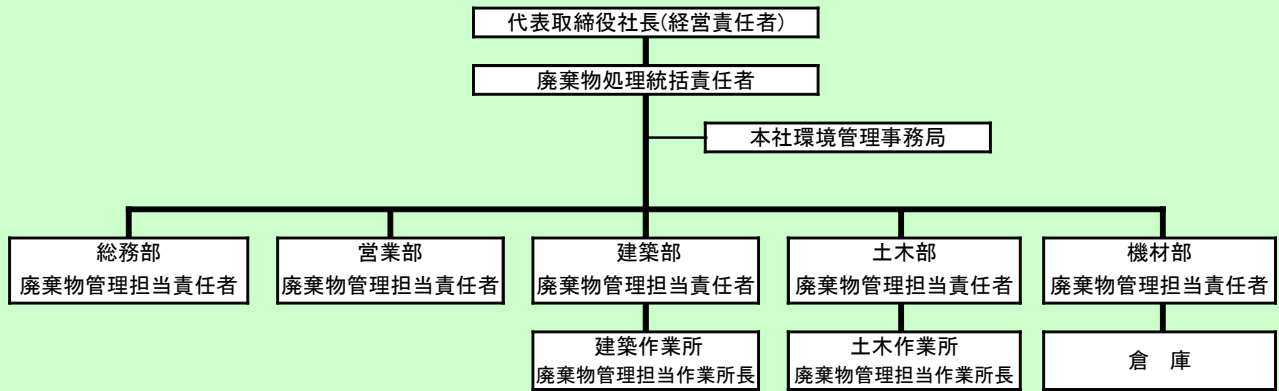 代表取締役社長(経営責任者)
廃棄物処理統括責任者
本社環境管理事務局
総務部
廃棄物管理担当責任者
営業部
廃棄物管理担当責任者
建築部
廃棄物管理担当責任者
土木部
廃棄物管理担当責任者
機材部
廃棄物管理担当責任者
建築作業所
廃棄物管理担当作業所長
土木作業所
廃棄物管理担当作業所長
倉　庫